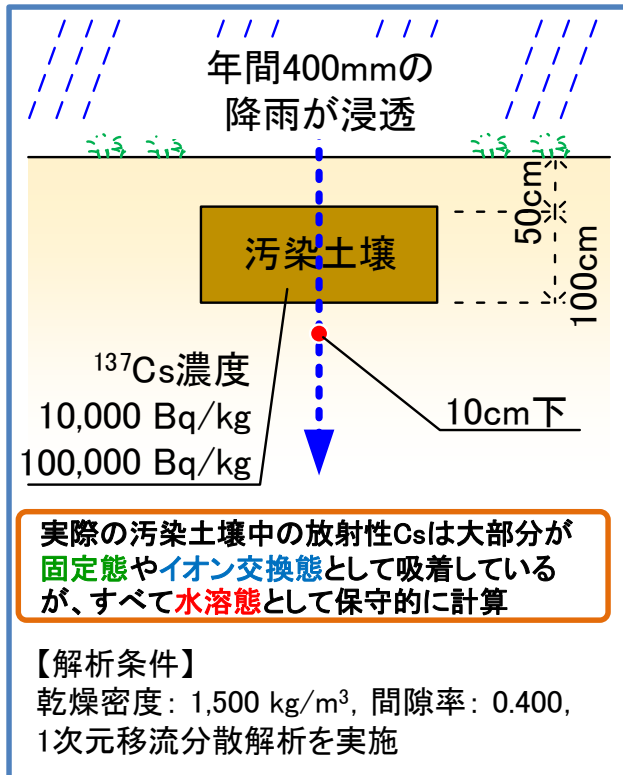 年間400mmの
降雨が浸透
50cm
汚染土壌
100cm
¹³⁷Cs濃度
10,000 Bq/kg
100,000 Bq/kg
10cm下
実際の汚染土壌中の放射性Csは大部分が
固定態やイオン交換態として吸着している
が、すべて水溶態として保守的に計算
【解析条件】
乾燥密度: 1,500 kg/m³, 間隙率: 0.400,
1次元移流分散解析を実施